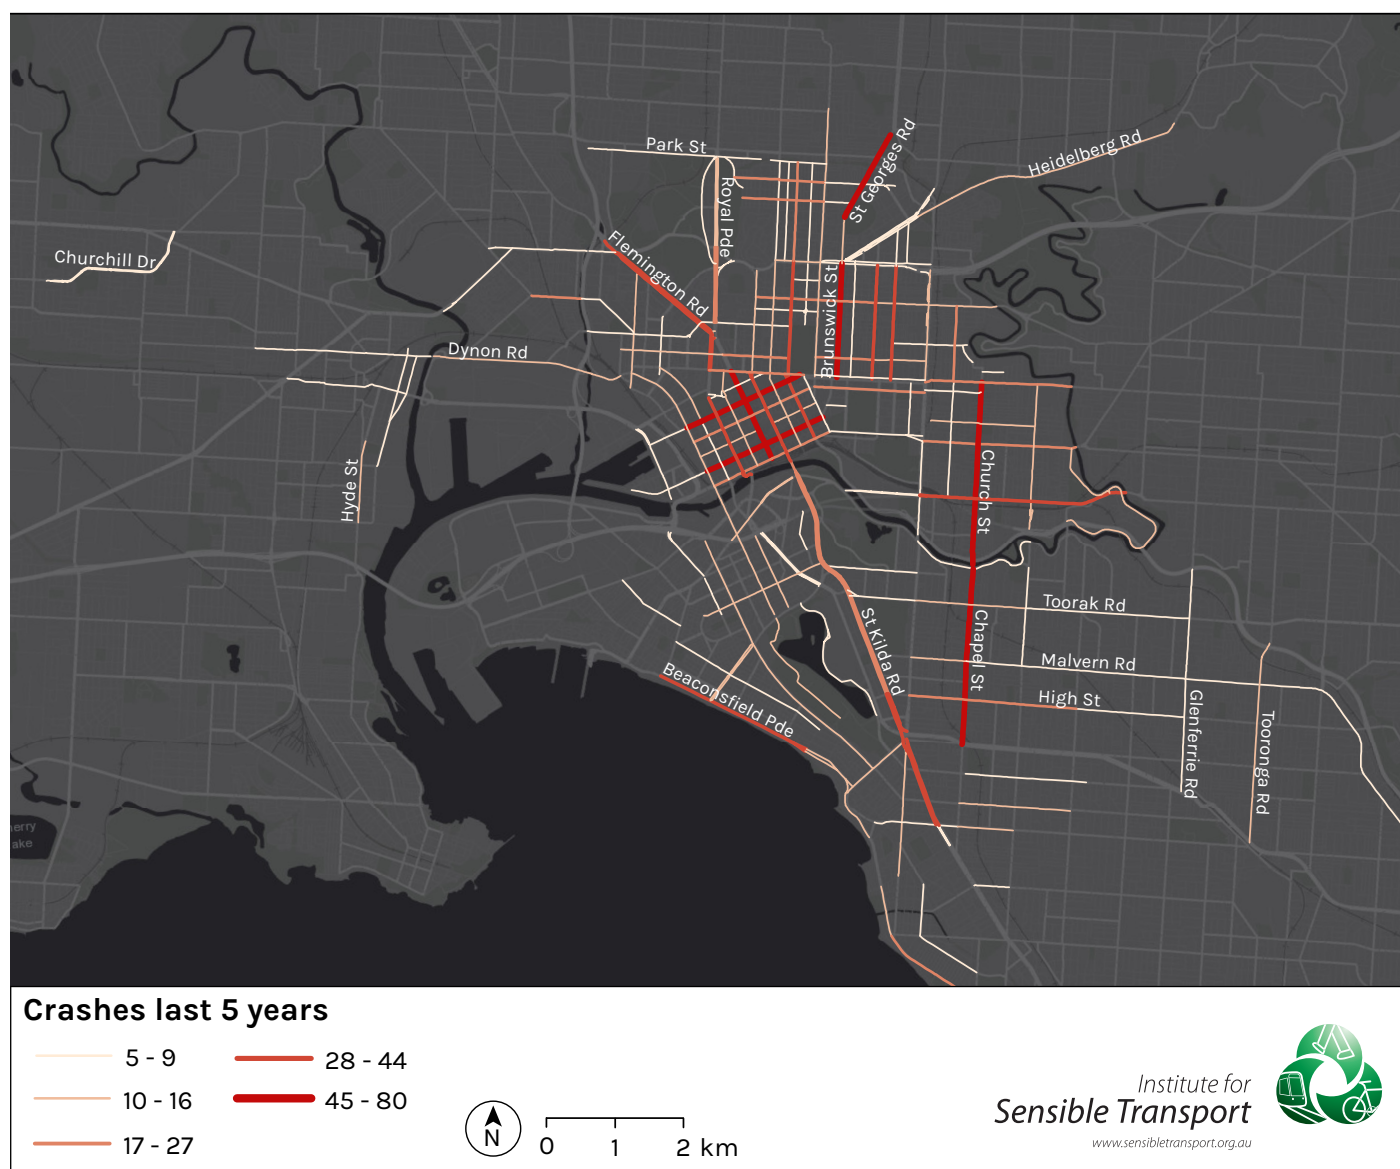 Park St
St Georges Rd
Heidelberg Rd
Royal Pde
Churchill Dr
Flemington Rd
Brunswick St
Dynon Rd
Hyde St
Church St
Toorak Rd
Chapel St
St Kilda Rd
Malvern Rd
Beaconsfield Pde
High St
Glenferrie Rd
Tooronga Rd
erry
ake
Crashes last 5 years
5 - 9
28 - 44
10 - 16
45 - 80
17 - 27
N
0 1 2 km
Institute for
Sensible Transport
www.sensibletransport.org.au